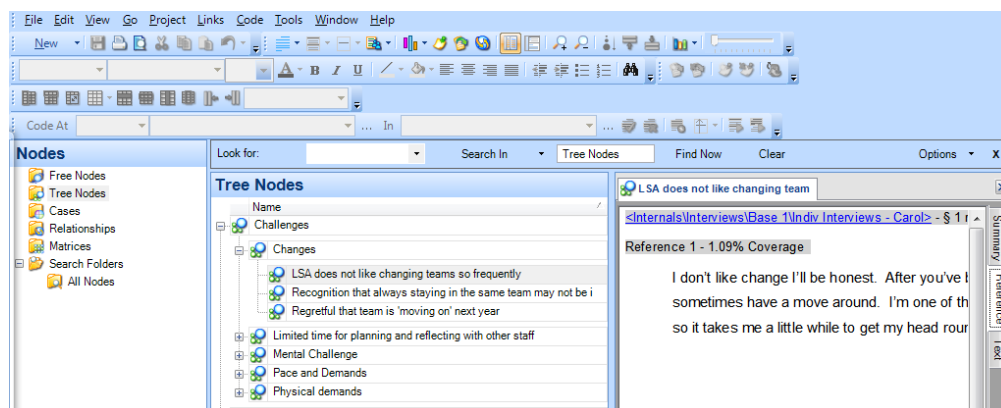 File Edit View Go Project Links Code Tools Window Help
New
B I U
Code At ... In ...
Nodes
Free Nodes
Tree Nodes
Cases
Relationships
Matrices
Search Folders
All Nodes
Look for: Search In Tree Nodes Find Now Clear Options x
Tree Nodes
Name
Challenges
Changes
LSA does not like changing teams so frequently
Recognition that always staying in the same team may not be i
Regretful that team is 'moving on' next year
Limited time for planning and reflecting with other staff
Mental Challenge
Pace and Demands
Physical demands
LSA does not like changing team
<Internals\Interviews\Base 1\Indiv Interviews - Carol> - § 1 r
Reference 1 - 1.09% Coverage
I don't like change I'll be honest. After you've b
sometimes have a move around. I'm one of th
so it takes me a little while to get my head rour
Summary
Reference
Text